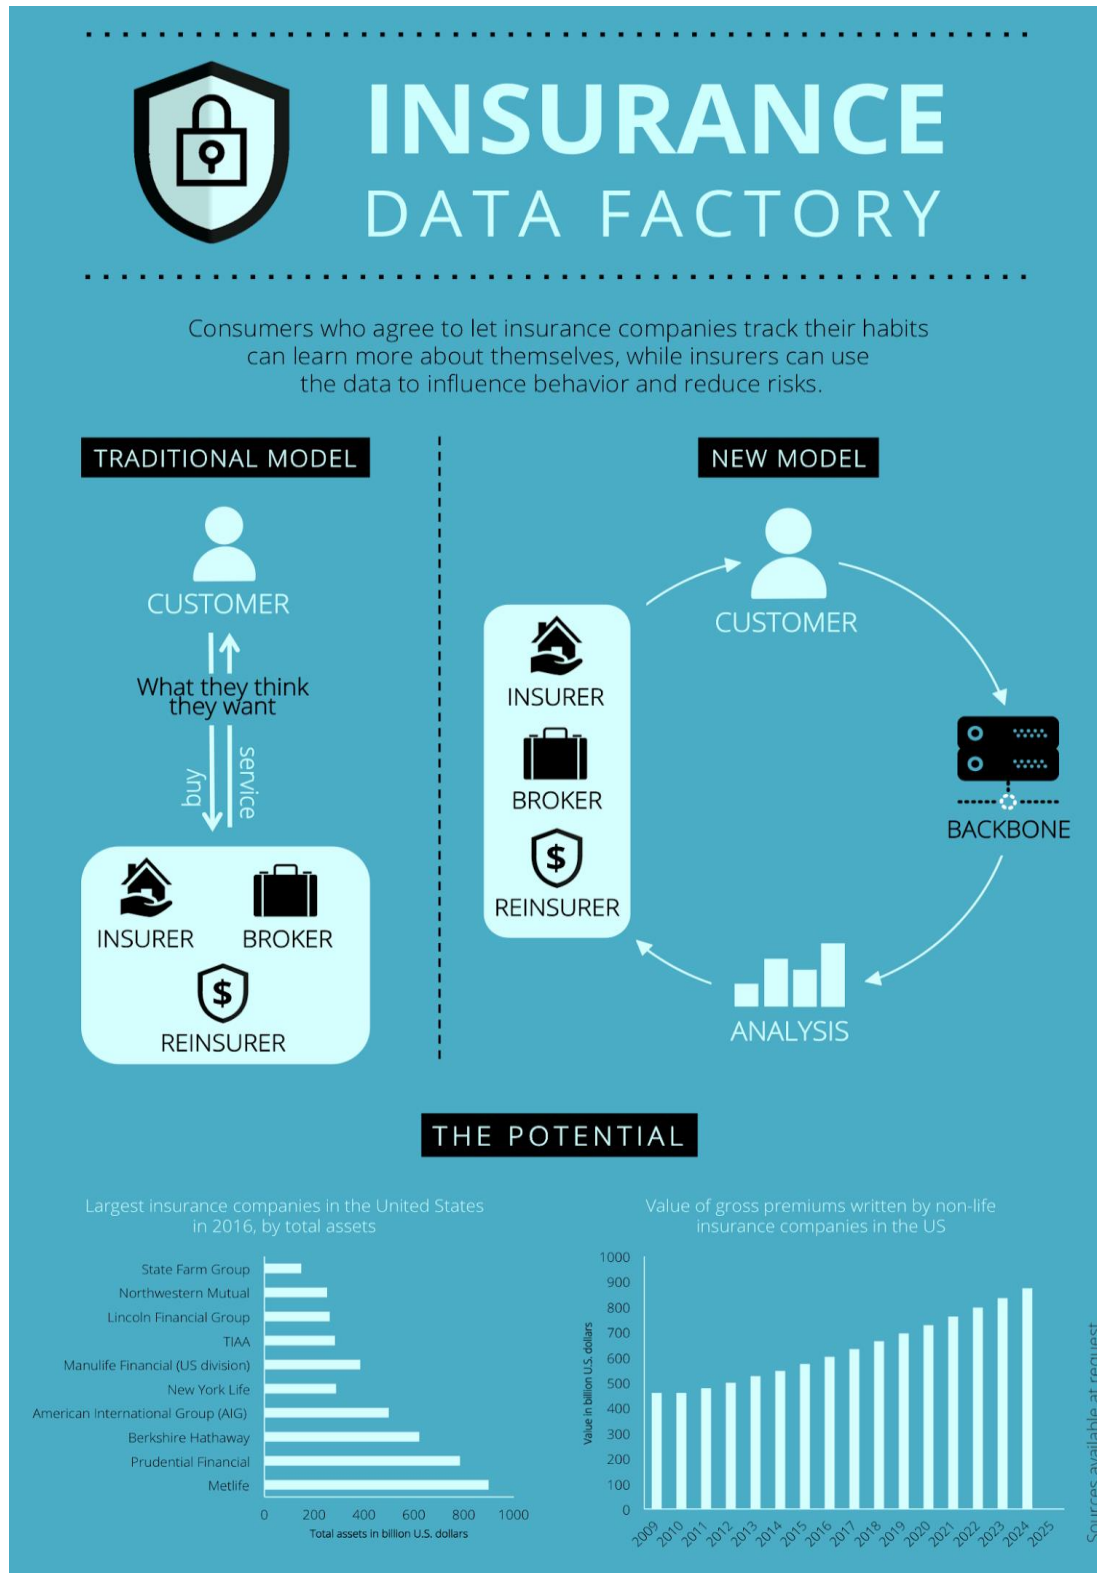 INSURANCE
DATA FACTORY
Consumers who agree to let insurance companies track their habits
can learn more about themselves, while insurers can use
the data to influence behavior and reduce risks.
TRADITIONAL MODEL
CUSTOMER
What they think
they want
buy
service
INSURER
BROKER
$
REINSURER
NEW MODEL
CUSTOMER
BACKBONE
ANALYSIS
INSURER
BROKER
$
REINSURER
THE POTENTIAL
Largest insurance companies in the United States
in 2016, by total assets
State Farm Group
Northwestern Mutual
Lincoln Financial Group
TIAA
Manulife Financial (US division)
New York Life
American International Group (AIG)
Berkshire Hathaway
Prudential Financial
Metlife
0 200 400 600 800 1000
Total assets in billion U.S. dollars
Value of gross premiums written by non-life
insurance companies in the US
Value in billion U.S. dollars
1000
900
800
700
600
500
400
300
200
100
0
2009 2010 2011 2012 2013 2014 2015 2016 2017 2018 2019 2020 2021 2022 2023 2024 2025
Sources available at request